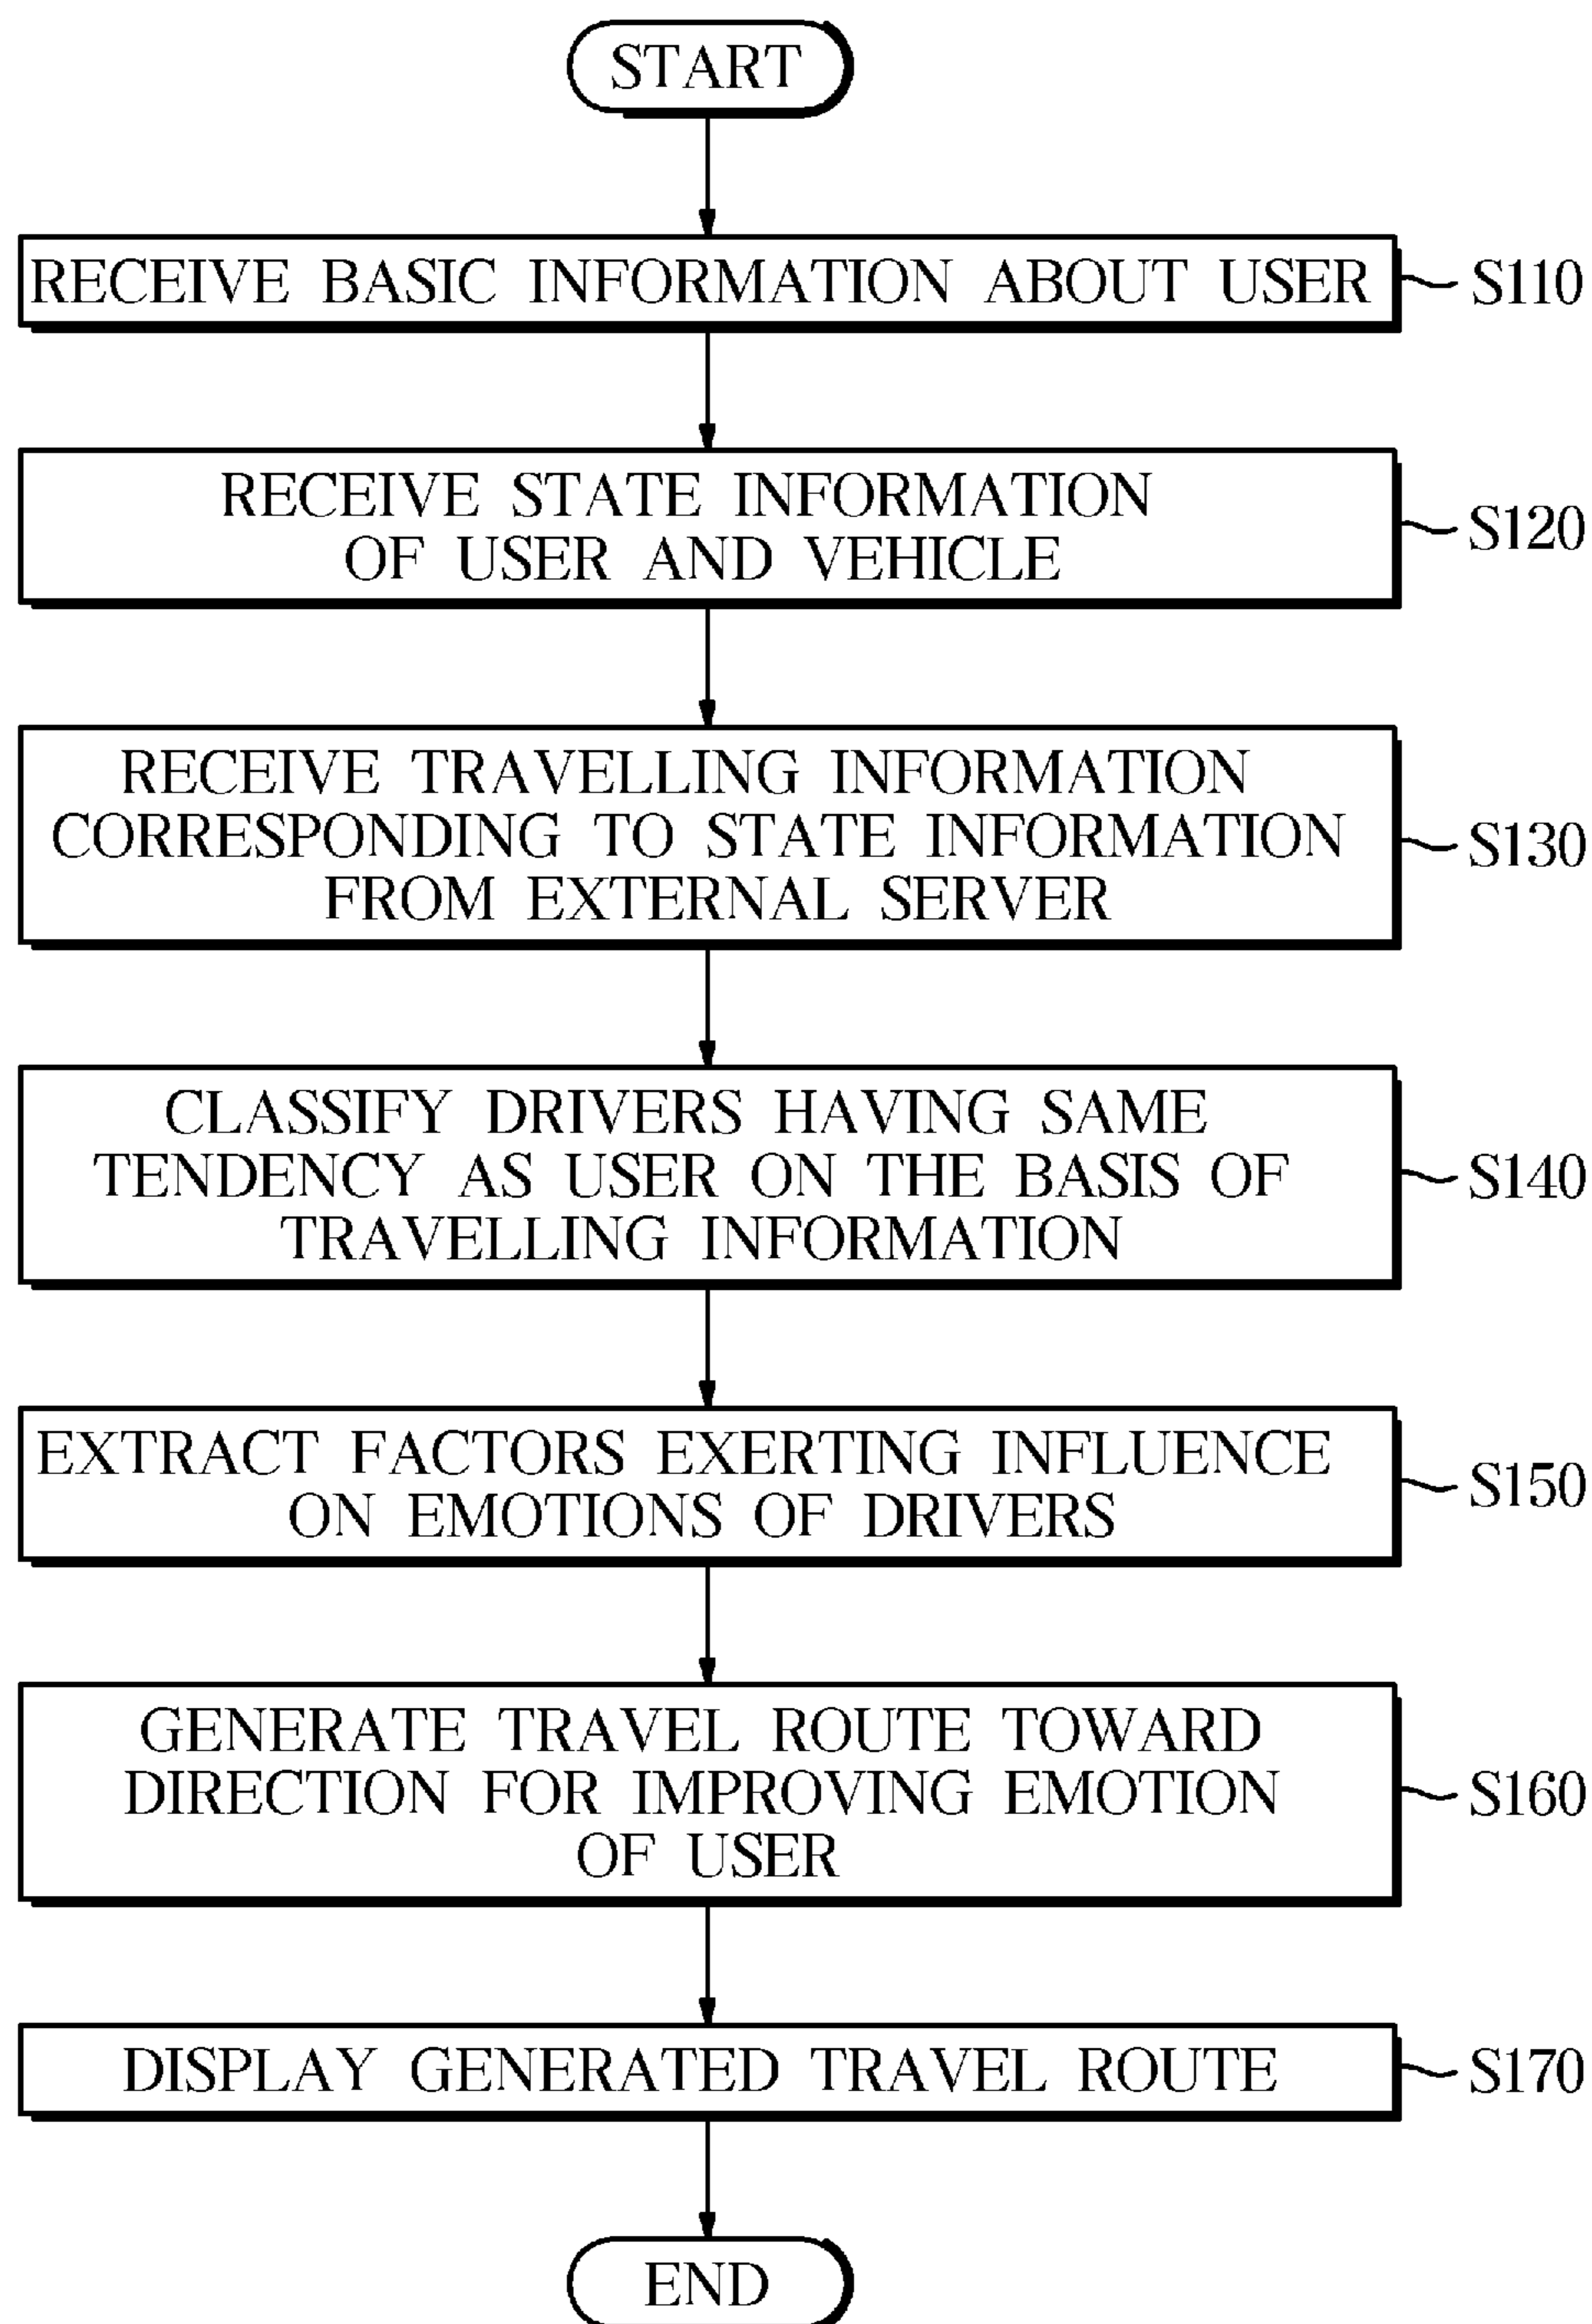 START
RECEIVE BASIC INFORMATION ABOUT USER
S110
RECEIVE STATE INFORMATION
OF USER AND VEHICLE
S120
RECEIVE TRAVELLING INFORMATION
CORRESPONDING TO STATE INFORMATION
FROM EXTERNAL SERVER
S130
CLASSIFY DRIVERS HAVING SAME
TENDENCY AS USER ON THE BASIS OF
TRAVELLING INFORMATION
S140
EXTRACT FACTORS EXERTING INFLUENCE
ON EMOTIONS OF DRIVERS
S150
GENERATE TRAVEL ROUTE TOWARD
DIRECTION FOR IMPROVING EMOTION
OF USER
S160
DISPLAY GENERATED TRAVEL ROUTE
S170
END